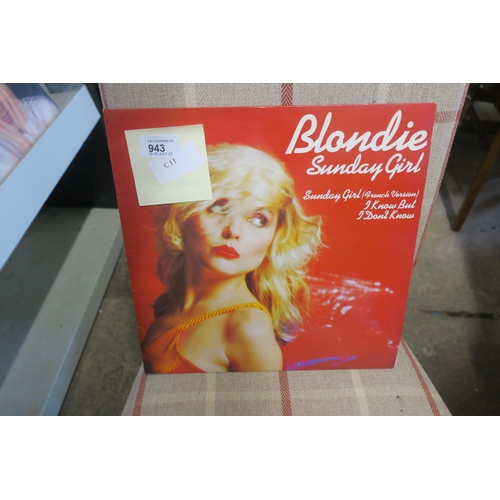 943
C11
Blondie
Sunday Girl
Sunday Girl (French Version)
I Know But
I Don't Know